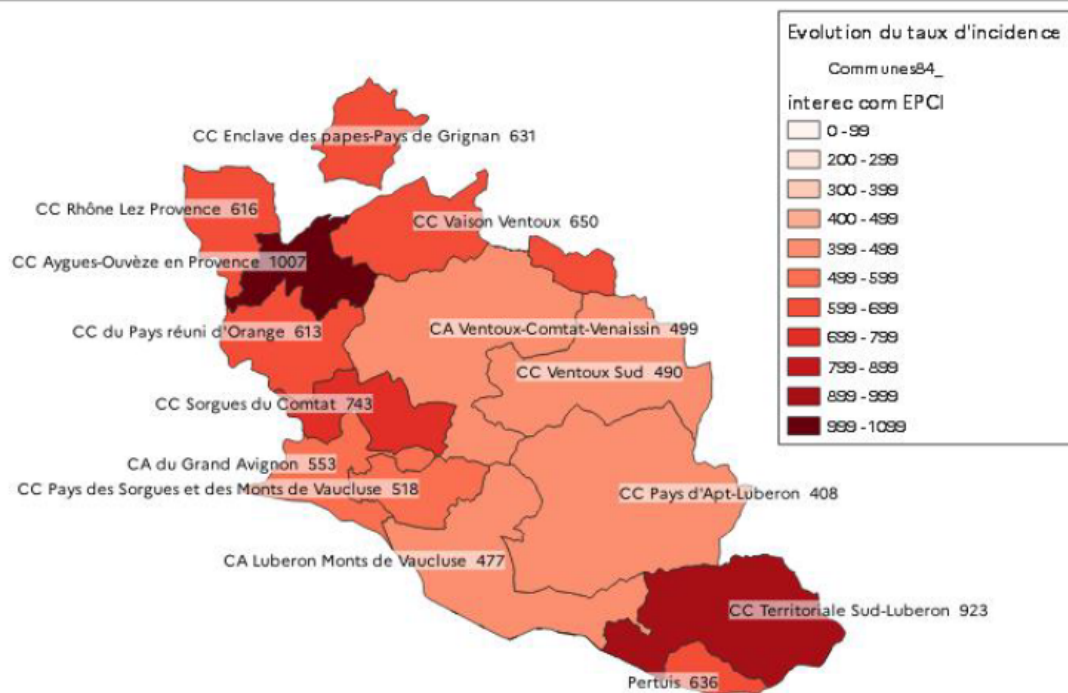 Evolution du taux d'incidence
Communes84_
interec com EPCI
0 - 99
200 - 299
300 - 399
400 - 499
399 - 499
499 - 599
599 - 699
699 - 799
799 - 899
899 - 999
999 - 1099
CC Enclave des papes-Pays de Grignan 631
CC Rhône Lez Provence 616
CC Vaison Ventoux 650
CC Aygues-Ouvèze en Provence 1007
CC du Pays réuni d'Orange 613
CA Ventoux-Comtat-Venaissin 499
CC Ventoux Sud 490
CC Sorgues du Comtat 743
CA du Grand Avignon 553
CC Pays des Sorgues et des Monts de Vaucluse 518
CC Pays d'Apt-Luberon 408
CA Luberon Monts de Vaucluse 477
CC Territoriale Sud-Luberon 923
Pertuis 636